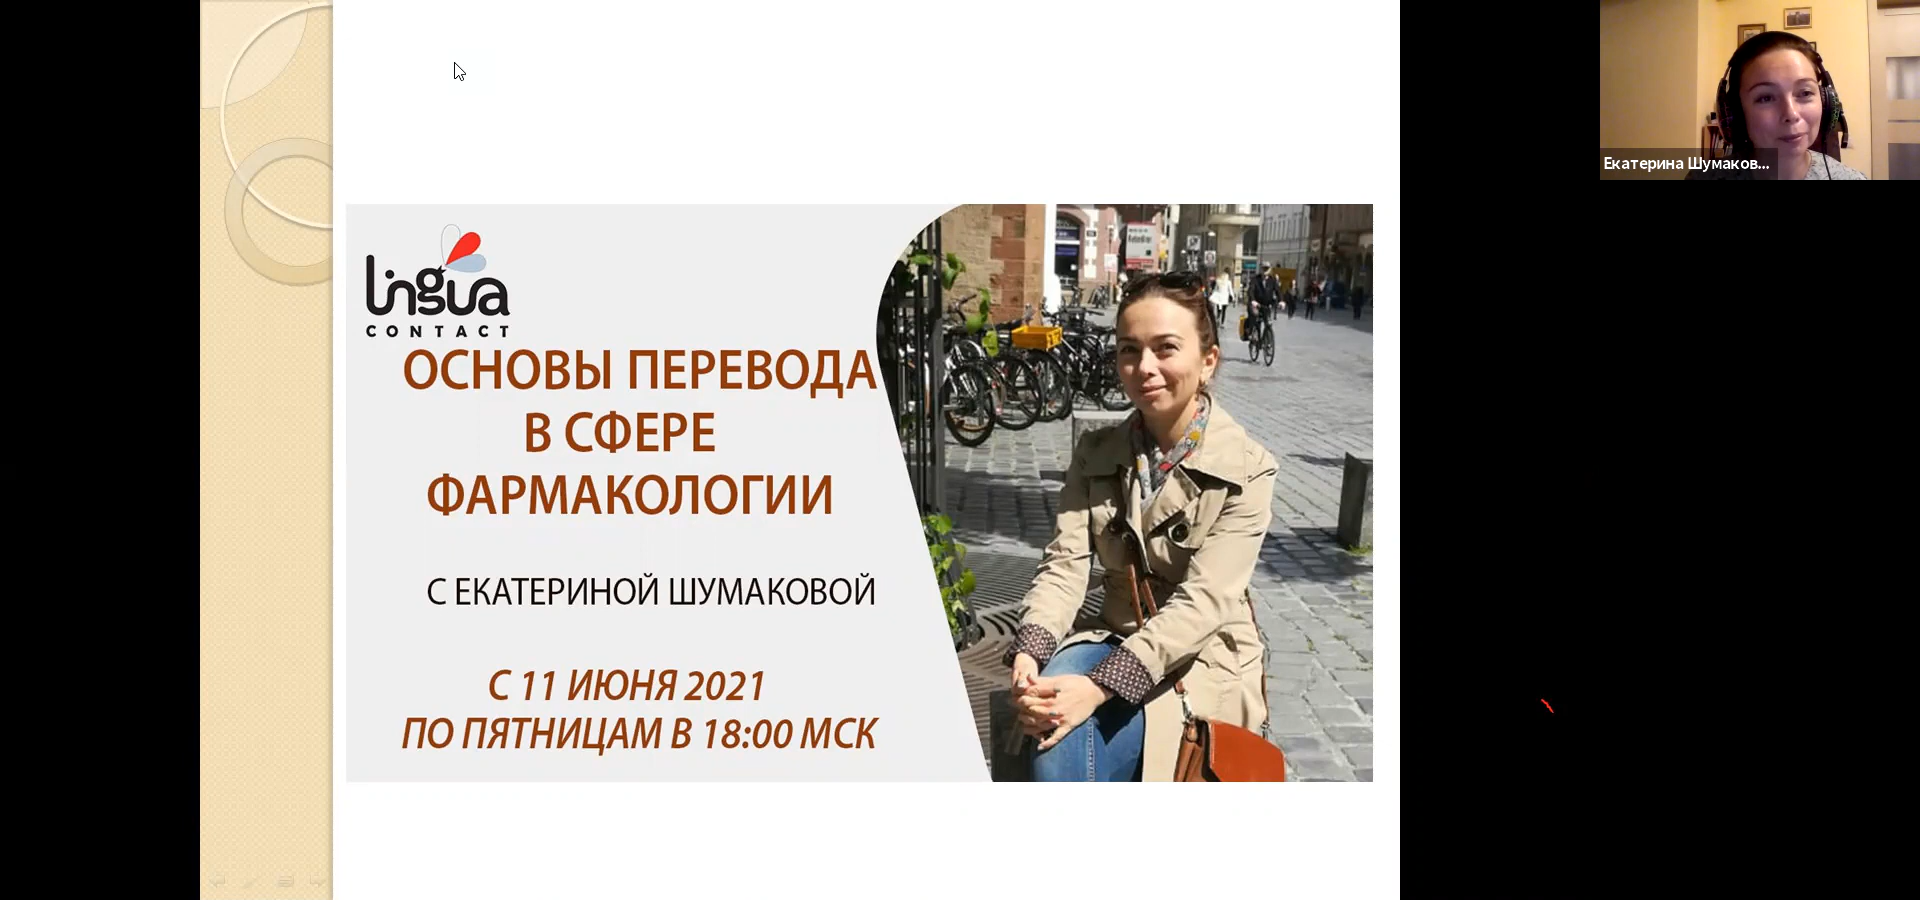 Lingua
CONTACT
ОСНОВЫ ПЕРЕВОДА
В СФЕРЕ
ФАРМАКОЛОГИИ
С ЕКАТЕРИНОЙ ШУМАКОВОЙ
С 11 ИЮНЯ 2021
ПО ПЯТНИЦАМ В 18:00 МСК
Екатерина Шумаков...